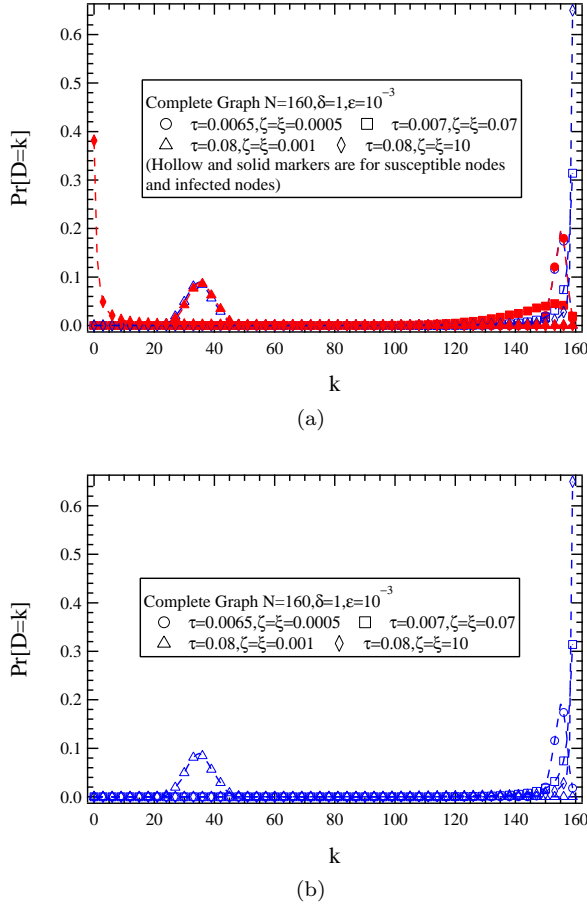 0.6
0.5
0.4
0.3
0.2
0.1
0.0
Pr[D=k]
Complete Graph N=160,δ=1,ε=10⁻³
τ=0.0065,ζ=ξ=0.0005 τ=0.007,ζ=ξ=0.07
τ=0.08,ζ=ξ=0.001 τ=0.08,ζ=ξ=10
(Hollow and solid markers are for susceptible nodes
and infected nodes)
0 20 40 60 80 100 120 140 160
k
(a)
0.6
0.5
0.4
0.3
0.2
0.1
0.0
Pr[D=k]
Complete Graph N=160,δ=1,ε=10⁻³
τ=0.0065,ζ=ξ=0.0005 τ=0.007,ζ=ξ=0.07
τ=0.08,ζ=ξ=0.001 τ=0.08,ζ=ξ=10
0 20 40 60 80 100 120 140 160
k
(b)